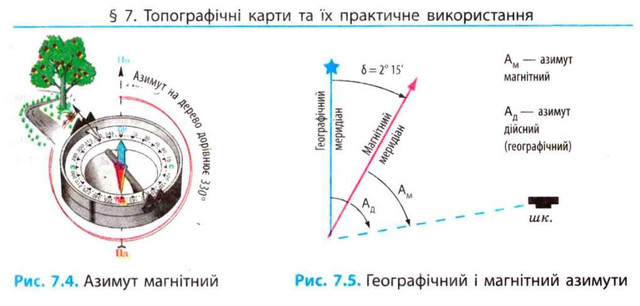 § 7. Топографічні карти та їх практичне використання
Пн
Азимут на дерево дорівнює 330°
Пд
Рис. 7.4. Азимут магнітний
δ = 2° 15′
Географічний
меридіан
Магнітний
меридіан
Aм
Aд
шк.
Aм — азимут
магнітний
Aд — азимут
дійсний
(географічний)
Рис. 7.5. Географічний і магнітний азимути